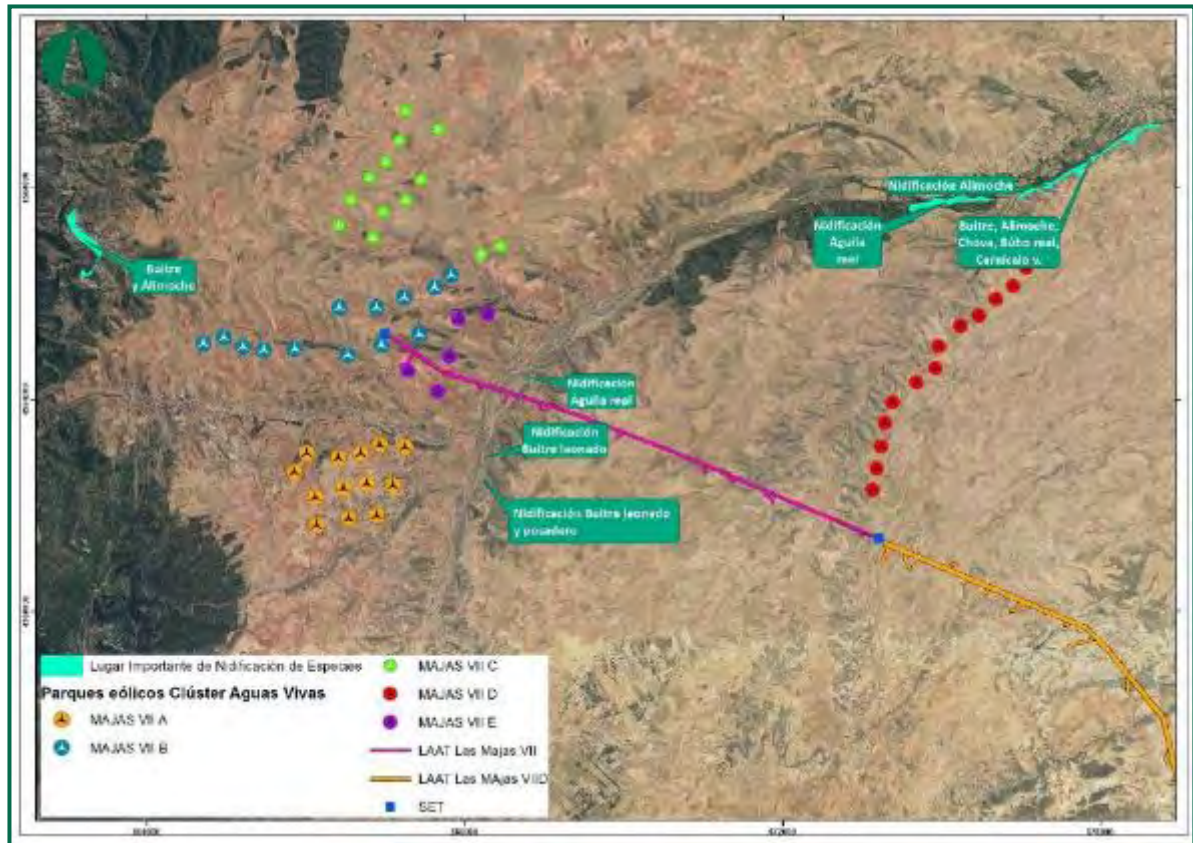 Nidificación Alimoche
Nidificación
Águila
real
Buitre, Alimoche,
Chova, Búho real,
Cernícalo v.
Buitre
y Alimoche
Nidificación
Águila real
Nidificación
Buitre leonado
Nidificación Buitre leonado
y posadero
Lugar Importante de Nidificación de Especies
Parques eólicos Clúster Aguas Vivas
MAJAS VII A
MAJAS VII B
MAJAS VII C
MAJAS VII D
MAJAS VII E
LAAT Las Majas VII
LAAT Las MAjas VIID
SET